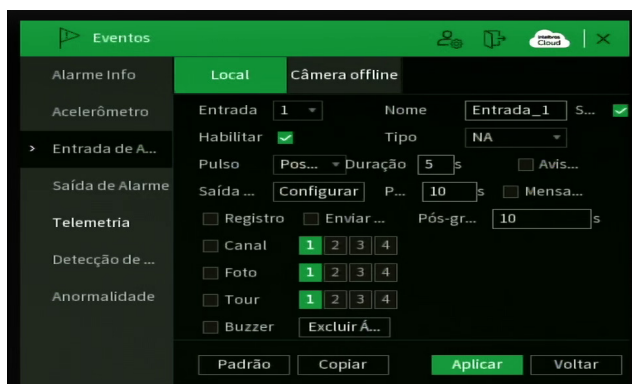 Eventos
Intelbras Cloud
Alarme Info
Local Câmera offline
Acelerômetro
Entrada 1 Nome Entrada_1 S...
Habilitar Tipo NA
Entrada de A...
Pulso Pos... Duração 5 s Avis...
Saída de Alarme
Saída ... Configurar P... 10 s Mensa...
Telemetria
Registro Enviar ... Pós-gr... 10 s
Canal 1 2 3 4
Detecção de ...
Foto 1 2 3 4
Anormalidade
Tour 1 2 3 4
Buzzer Excluir Á...
Padrão Copiar Aplicar Voltar